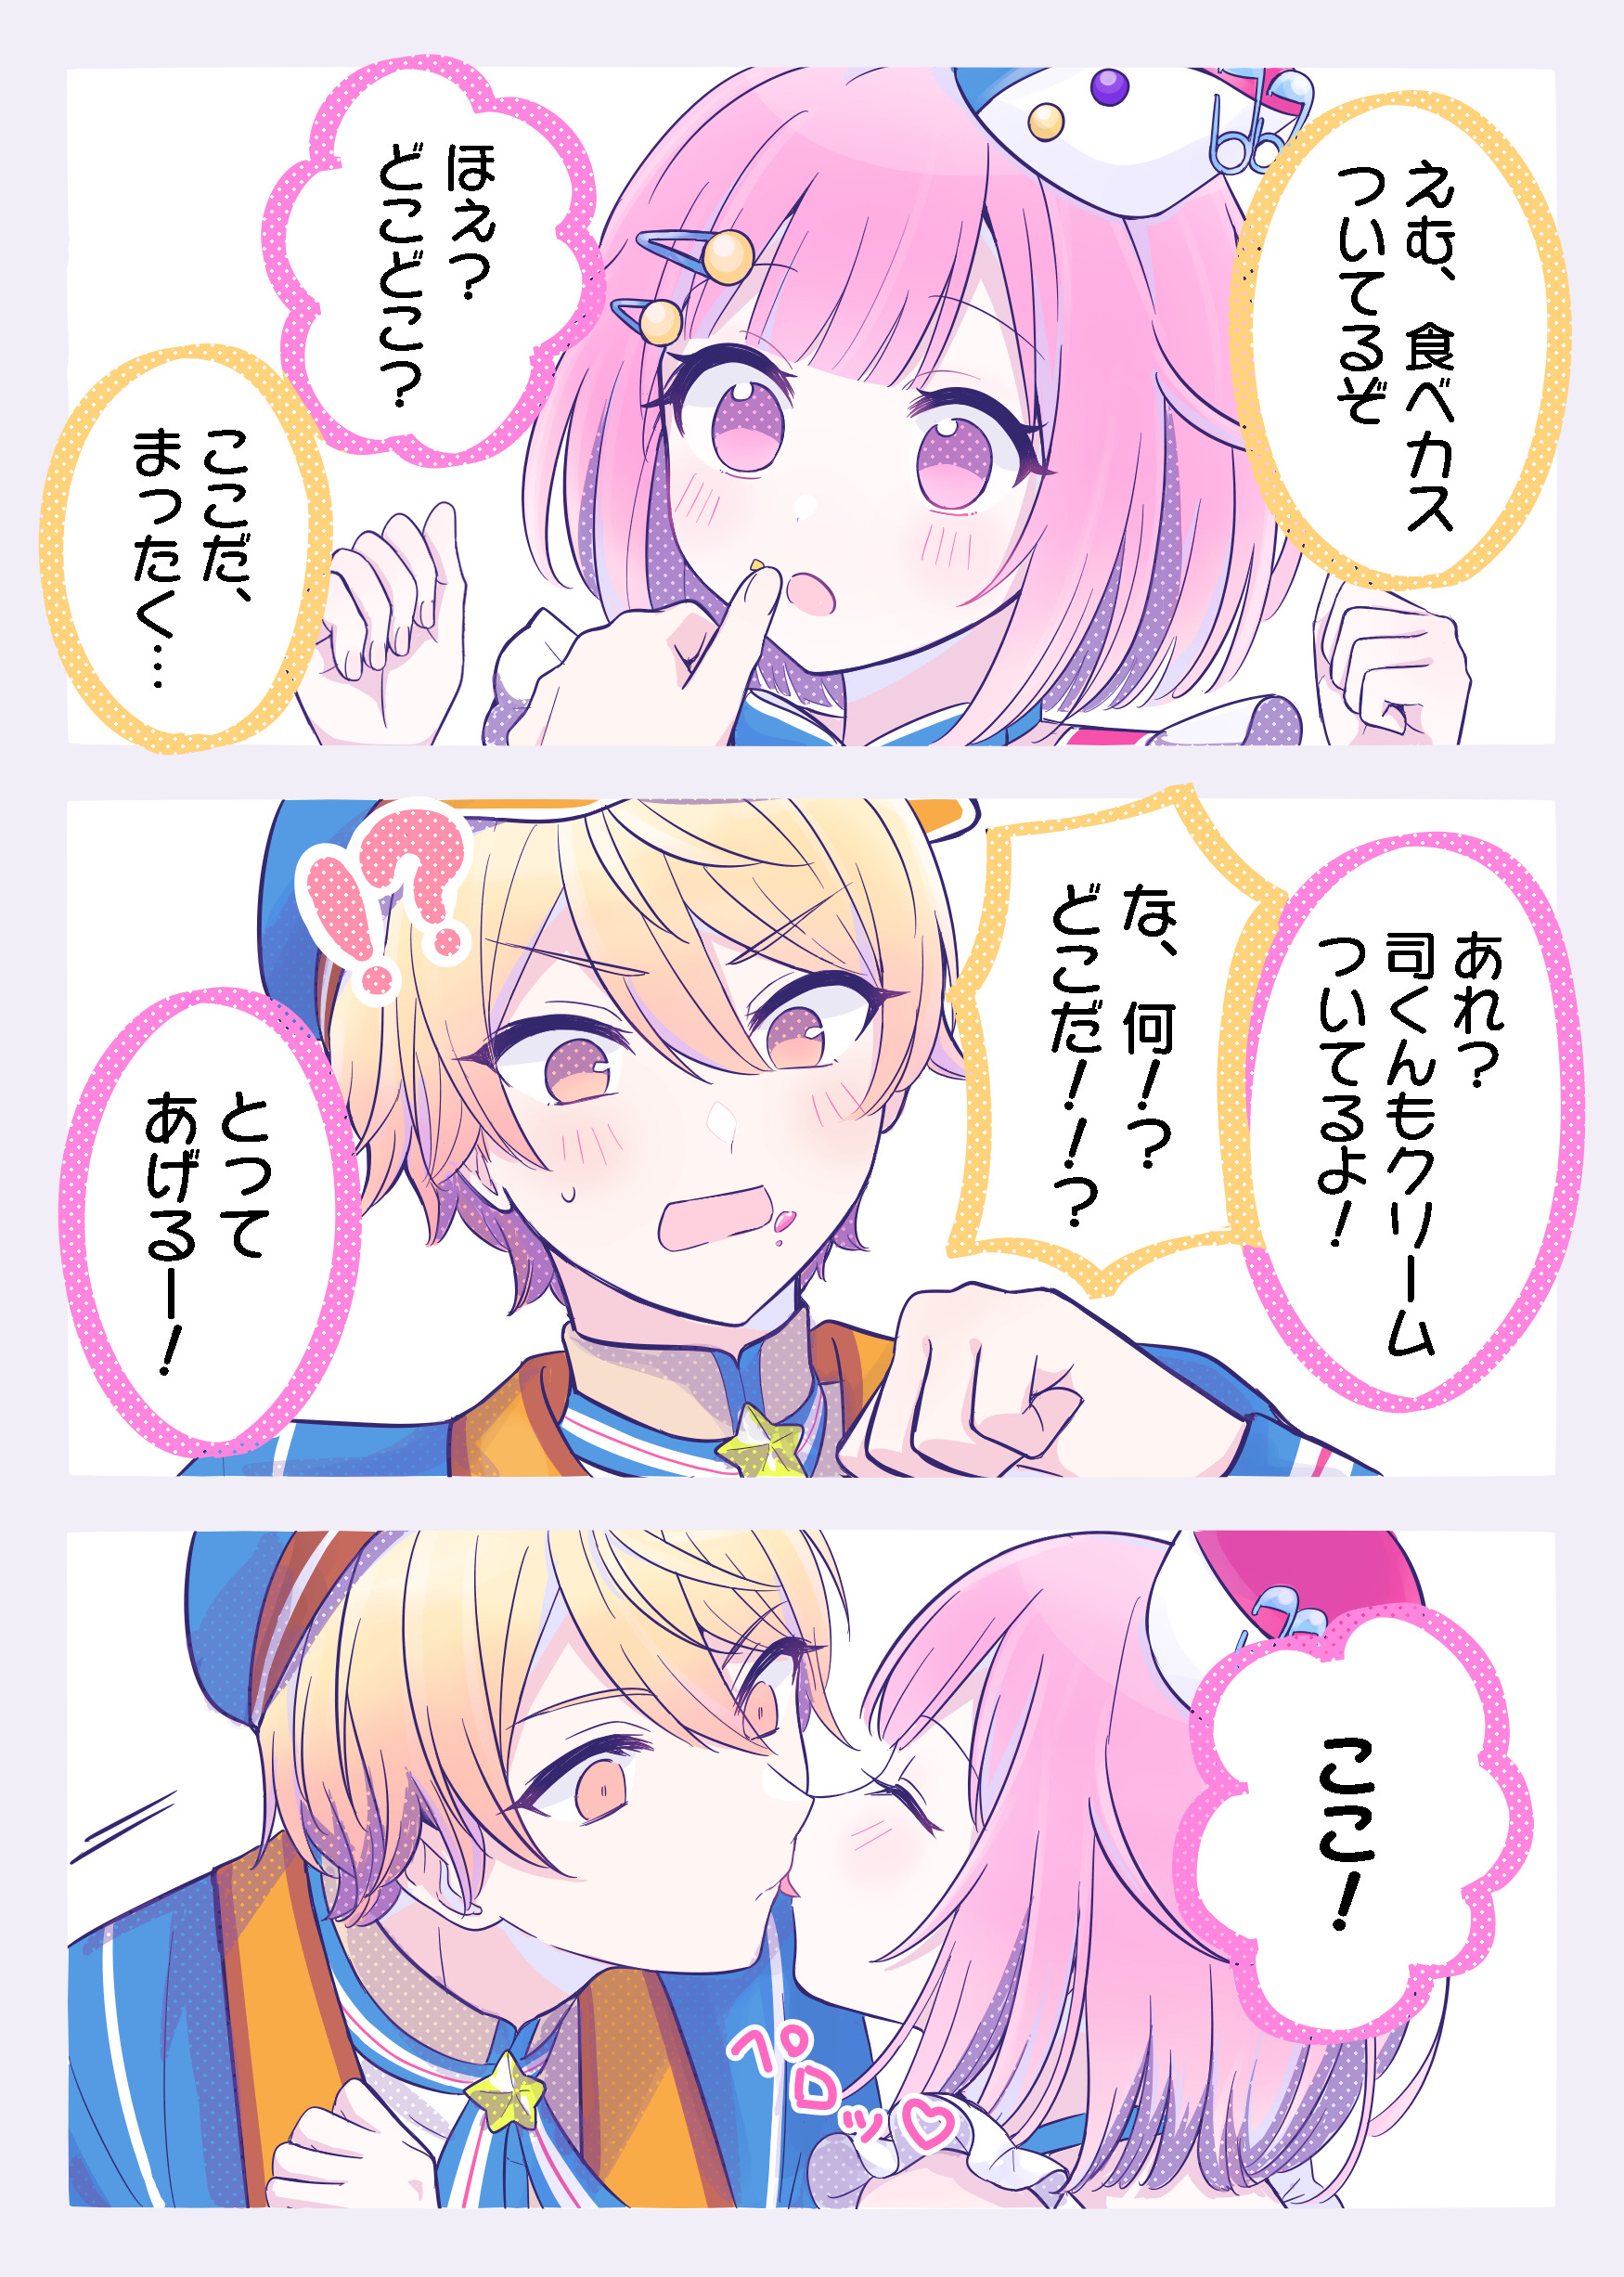 えむ、食べカス
ついてるぞ
ほぇ？
どこどこ？
ここだ、
まったく…
あれ？
司くんもクリーム
ついてるよ！
な、何！？
どこだ！！？
!?
とって
あげるー！
ここ！
ペロロッ♡